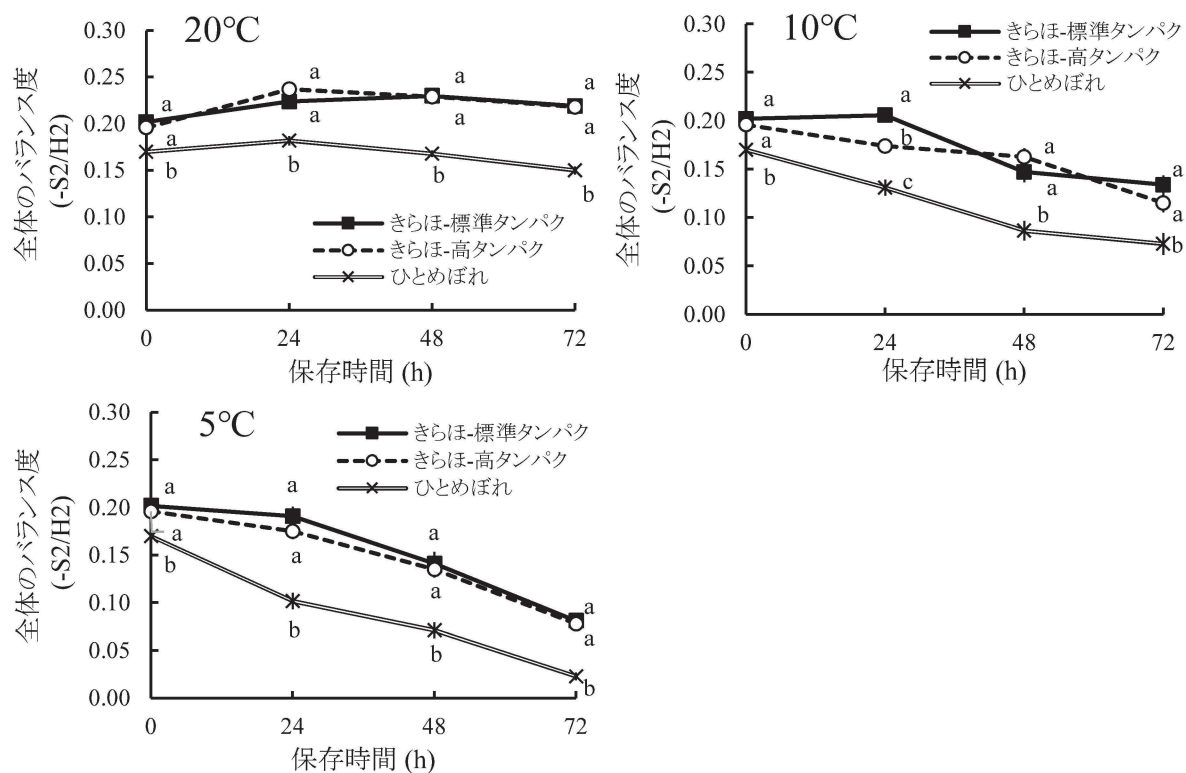 20℃
全体のバランス度
(-S2/H2)
0.30
0.25
0.20
0.15
0.10
0.05
0.00
a
a
a
a
a
a
a
a
b
b
b
b
きらほ-標準タンパク
きらほ-高タンパク
ひとめぼれ
0
24
48
72
保存時間 (h)
10℃
全体のバランス度
(-S2/H2)
0.30
0.25
0.20
0.15
0.10
0.05
0.00
きらほ-標準タンパク
きらほ-高タンパク
ひとめぼれ
a
a
a
a
a
b
a
a
b
c
b
b
0
24
48
72
保存時間 (h)
5℃
全体のバランス度
(-S2/H2)
0.30
0.25
0.20
0.15
0.10
0.05
0.00
きらほ-標準タンパク
きらほ-高タンパク
ひとめぼれ
a
a
a
a
a
a
a
a
b
b
b
b
0
24
48
72
保存時間 (h)